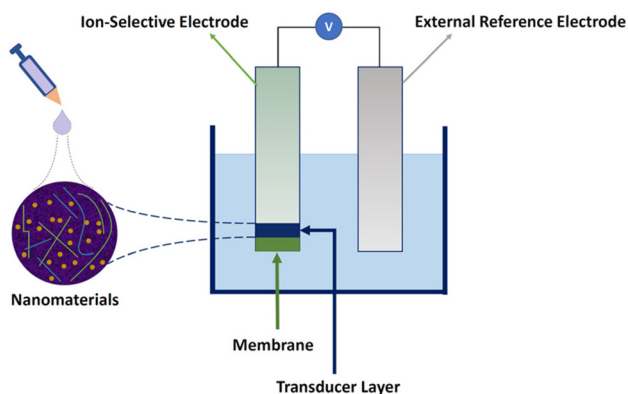 Ion-Selective Electrode
V
External Reference Electrode
Nanomaterials
Membrane
Transducer Layer